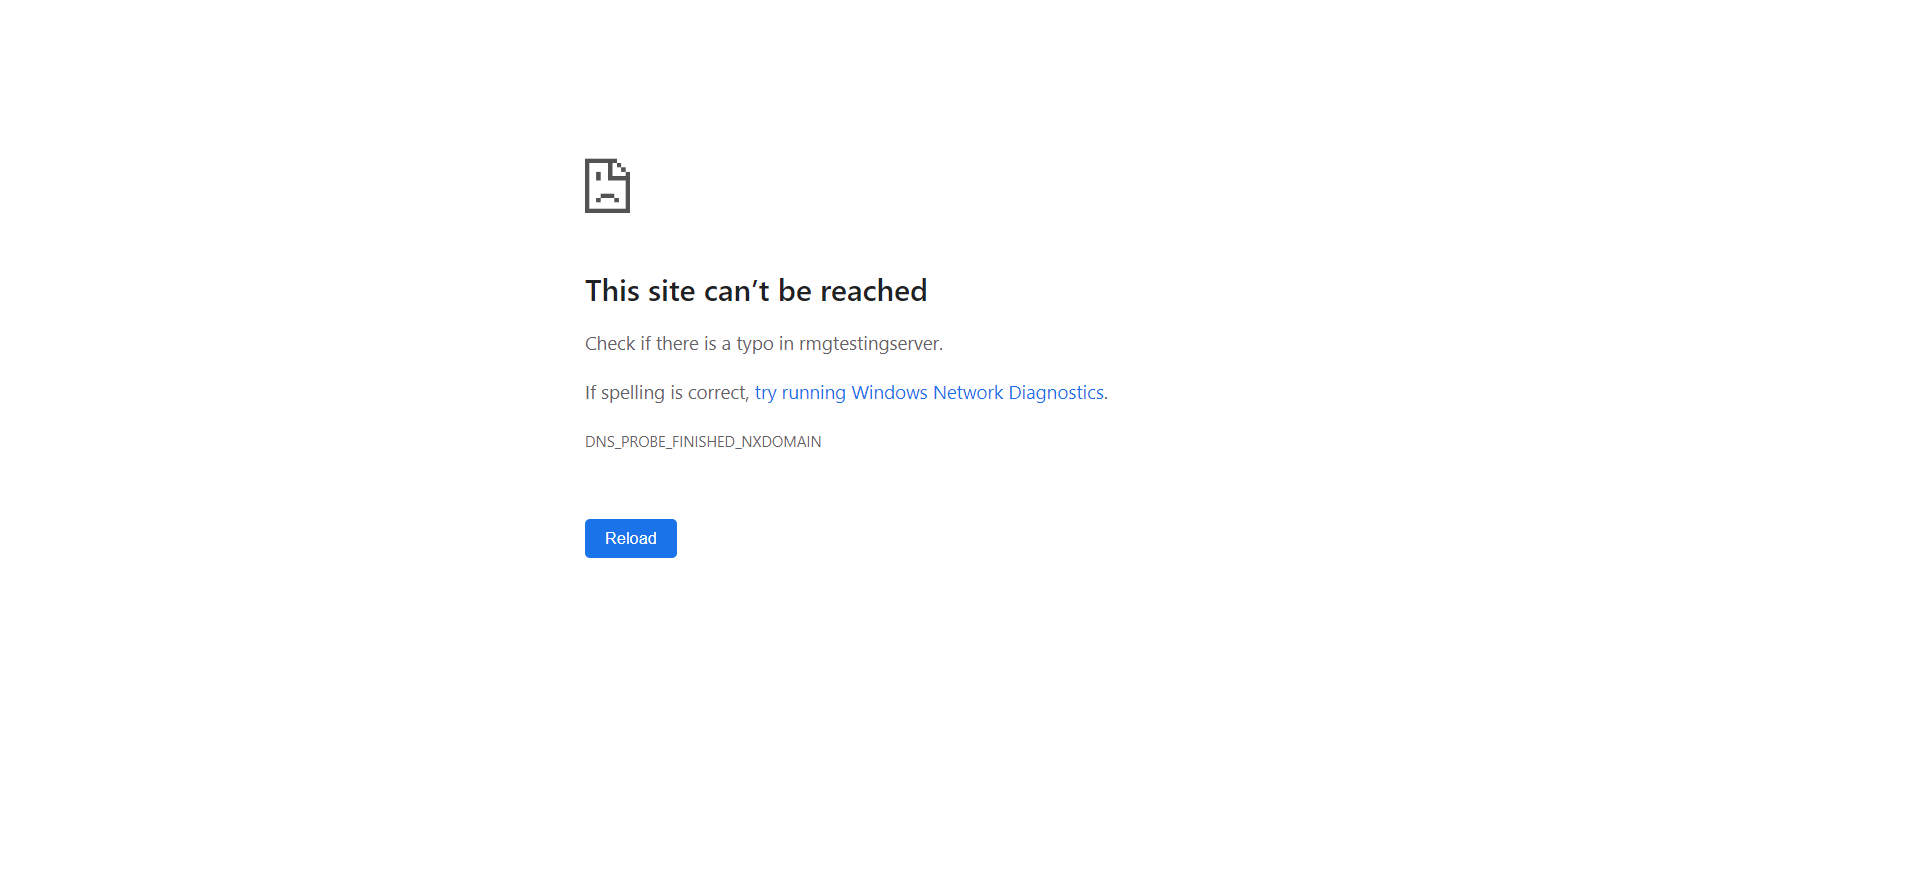 This site can’t be reached
Check if there is a typo in rmgtestingserver.
If spelling is correct, try running Windows Network Diagnostics.
DNS_PROBE_FINISHED_NXDOMAIN
Reload